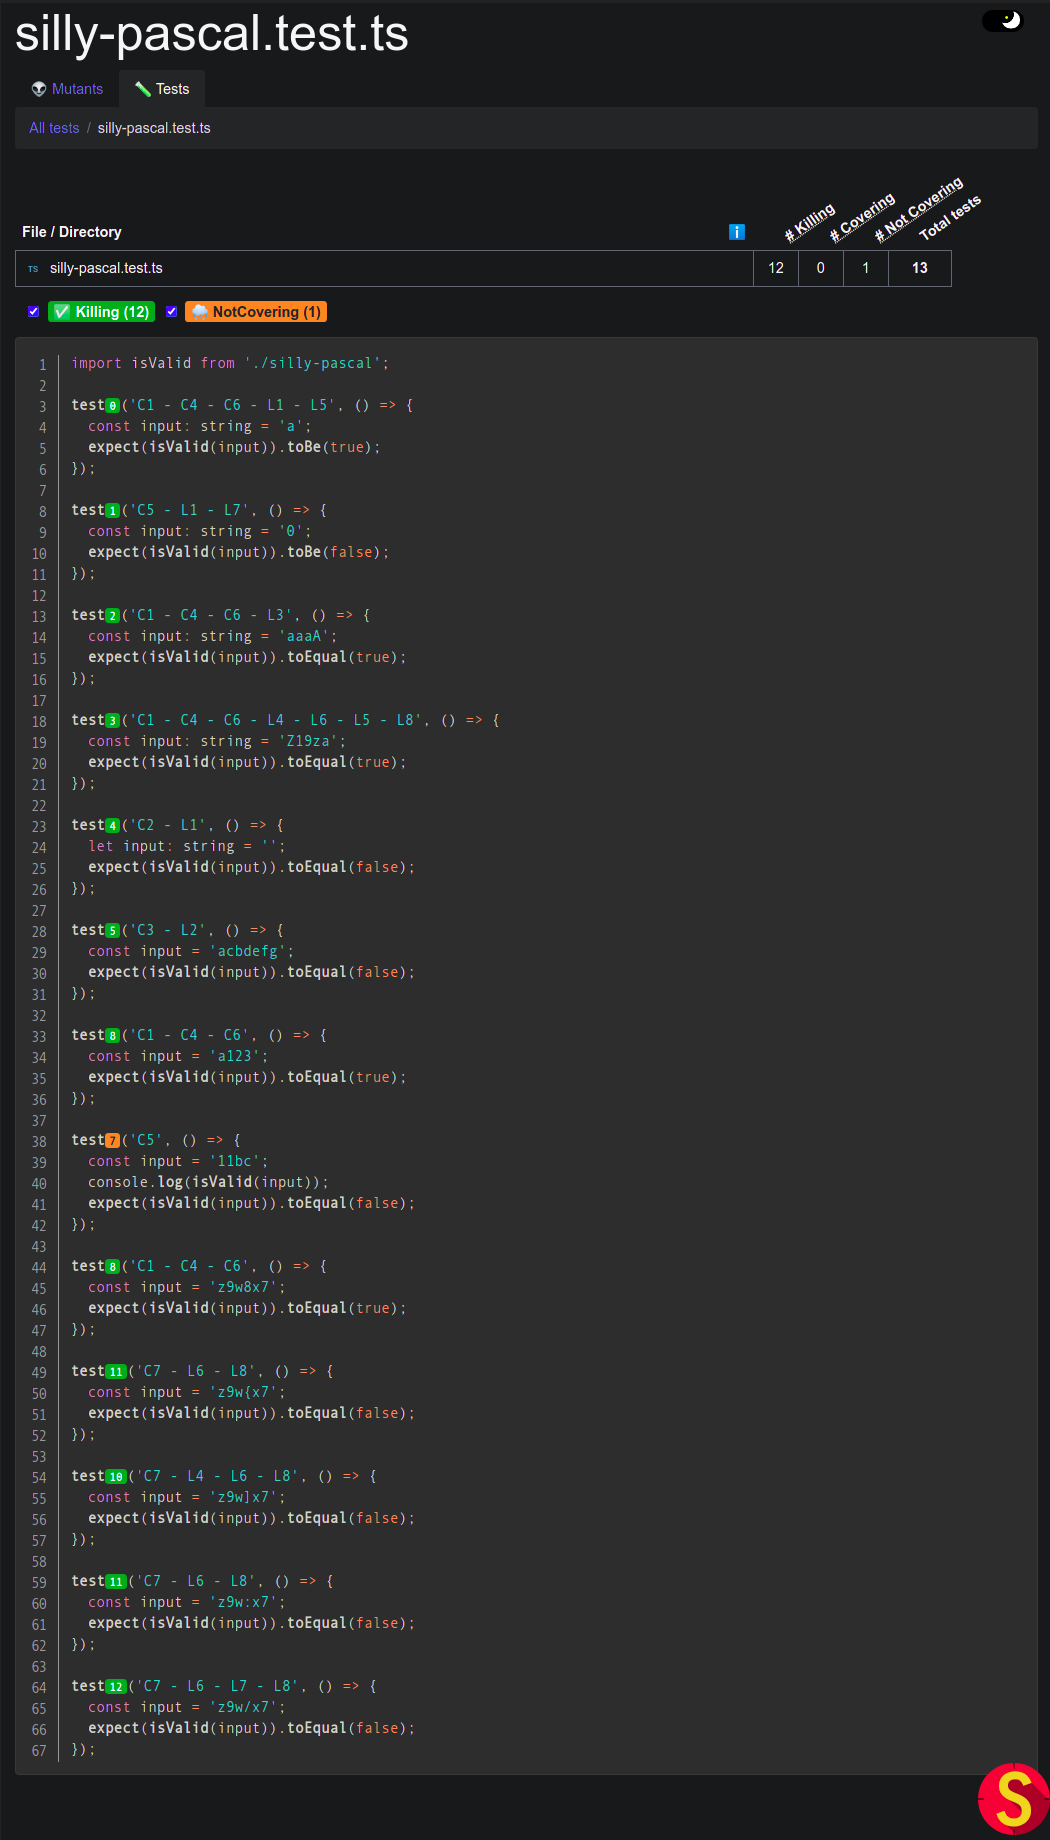 silly-pascal.test.ts
👽 Mutants
🧪 Tests
All tests / silly-pascal.test.ts
File / Directory
ℹ️
# Killing
# Covering
# Not Covering
Total tests
TS silly-pascal.test.ts 12 0 1 13
✅ Killing (12) 🌧️ NotCovering (1)
1 import isValid from './silly-pascal';
2
3 test0('C1 - C4 - C6 - L1 - L5', () => {
4   const input: string = 'a';
5   expect(isValid(input)).toBe(true);
6 });
7
8 test1('C5 - L1 - L7', () => {
9   const input: string = '0';
10   expect(isValid(input)).toBe(false);
11 });
12
13 test2('C1 - C4 - C6 - L3', () => {
14   const input: string = 'aaaA';
15   expect(isValid(input)).toEqual(true);
16 });
17
18 test3('C1 - C4 - C6 - L4 - L6 - L5 - L8', () => {
19   const input: string = 'Z19za';
20   expect(isValid(input)).toEqual(true);
21 });
22
23 test4('C2 - L1', () => {
24   let input: string = '';
25   expect(isValid(input)).toEqual(false);
26 });
27
28 test5('C3 - L2', () => {
29   const input = 'acbdefg';
30   expect(isValid(input)).toEqual(false);
31 });
32
33 test8('C1 - C4 - C6', () => {
34   const input = 'a123';
35   expect(isValid(input)).toEqual(true);
36 });
37
38 test7('C5', () => {
39   const input = '11bc';
40   console.log(isValid(input));
41   expect(isValid(input)).toEqual(false);
42 });
43
44 test8('C1 - C4 - C6', () => {
45   const input = 'z9w8x7';
46   expect(isValid(input)).toEqual(true);
47 });
48
49 test11('C7 - L6 - L8', () => {
50   const input = 'z9w{x7';
51   expect(isValid(input)).toEqual(false);
52 });
53
54 test10('C7 - L4 - L6 - L8', () => {
55   const input = 'z9w]x7';
56   expect(isValid(input)).toEqual(false);
57 });
58
59 test11('C7 - L6 - L8', () => {
60   const input = 'z9w:x7';
61   expect(isValid(input)).toEqual(false);
62 });
63
64 test12('C7 - L6 - L7 - L8', () => {
65   const input = 'z9w/x7';
66   expect(isValid(input)).toEqual(false);
67 });
S